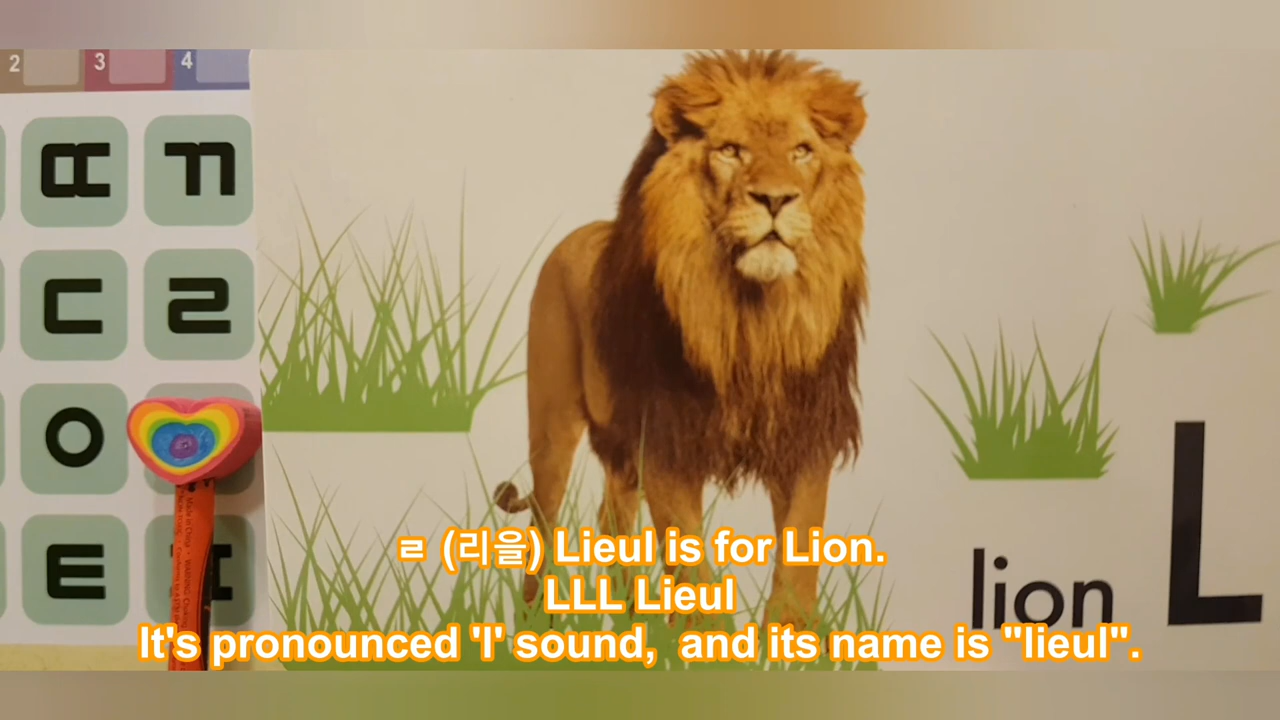 2 3 4
ㄷ ㄹ
ㅇ
ㅌ
lion L
ㄹ (리을) Lieul is for Lion.
LLL Lieul
It's pronounced 'l' sound, and its name is "lieul".